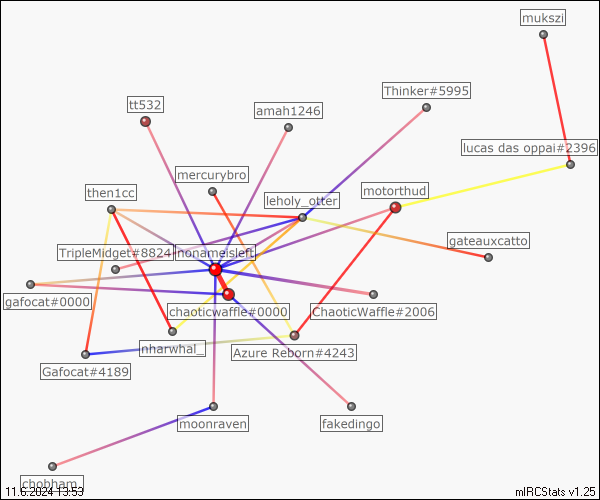 mukszi
Thinker#5995
tt532
amah1246
lucas das oppai#2396
mercurybro
motorthud
then1cc
leholy_otter
gateauxcatto
TripleMidget#8824
nonameisleft
gafocat#0000
chaoticwaffle#0000
ChaoticWaffle#2006
nharwhal_
Azure Reborn#4243
Gafocat#4189
moonraven
fakedingo
chobham_
11.6.2024 13:53
mIRCStats v1.25